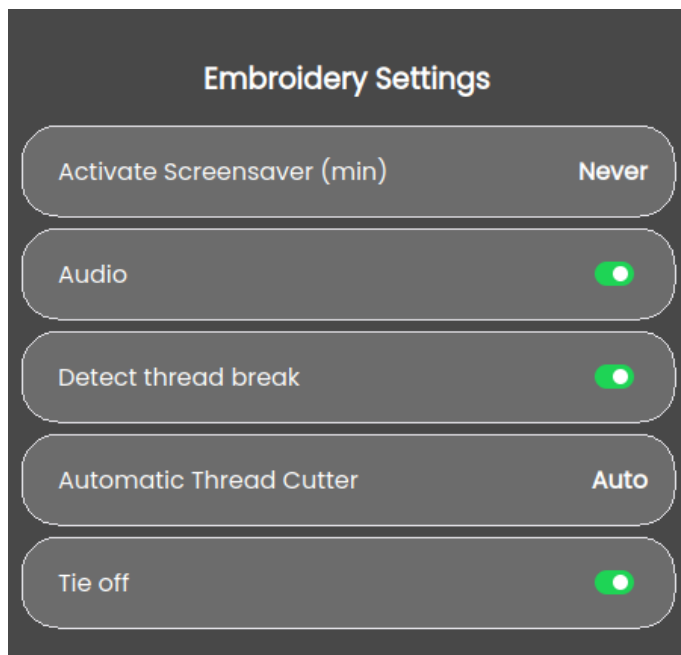 Embroidery Settings
Activate Screensaver (min) Never
Audio
Detect thread break
Automatic Thread Cutter Auto
Tie off